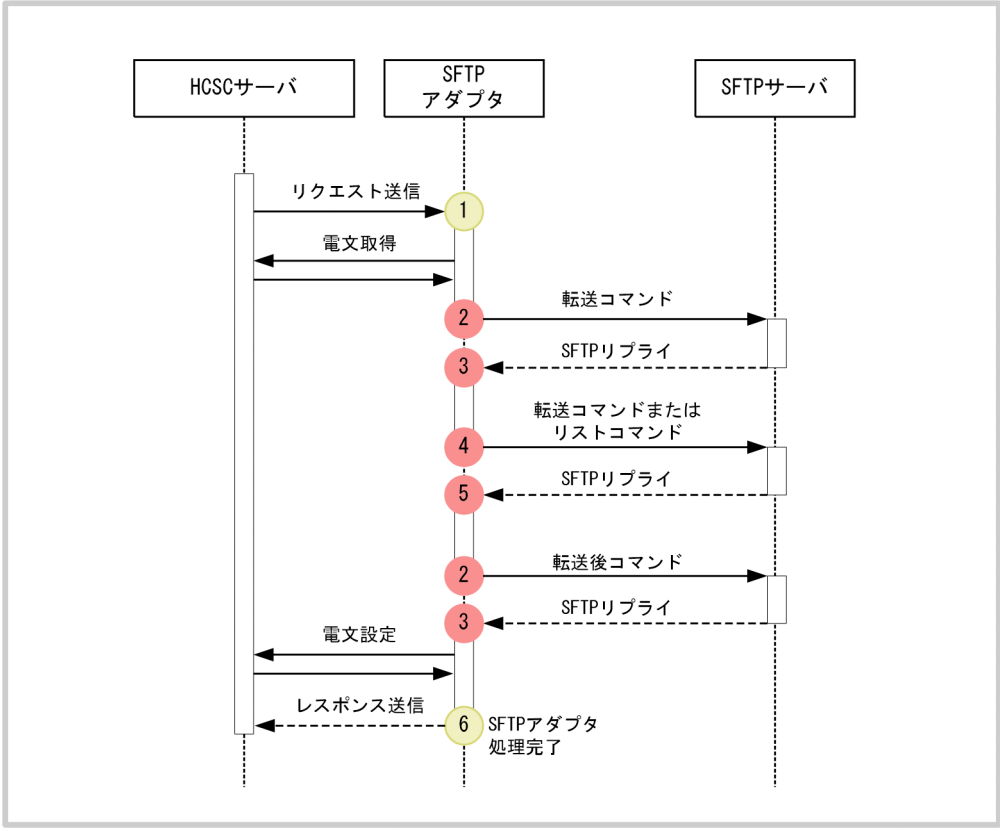 HCSCサーバ
SFTP
アダプタ
SFTPサーバ
リクエスト送信
1
電文取得
2
転送コマンド
3
SFTPリプライ
転送コマンドまたは
リストコマンド
4
SFTPリプライ
5
転送後コマンド
2
SFTPリプライ
3
電文設定
レスポンス送信
6
SFTPアダプタ
処理完了